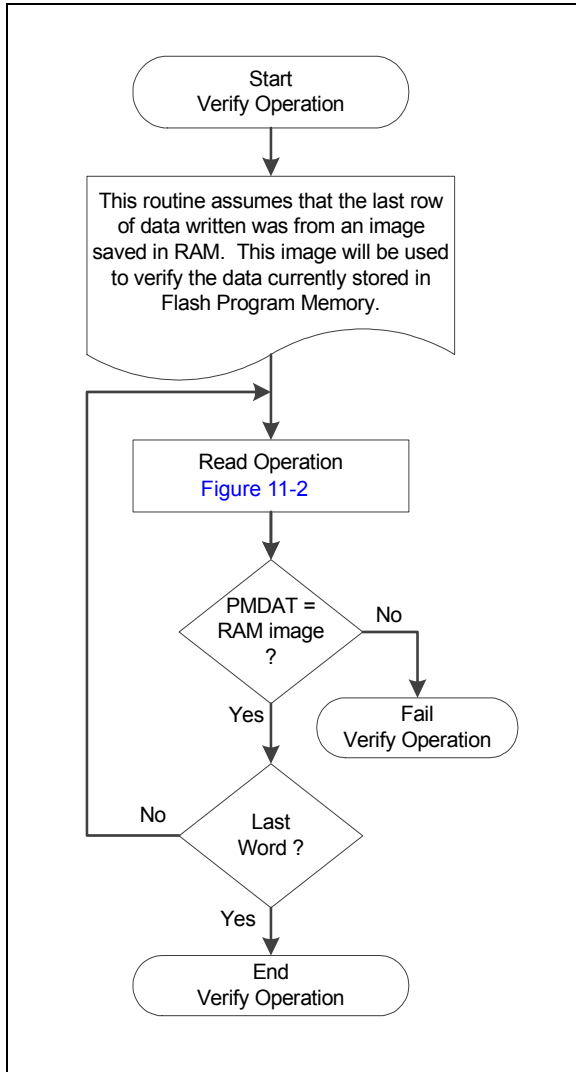 Start
Verify Operation
This routine assumes that the last row
of data written was from an image
saved in RAM.  This image will be used
to verify the data currently stored in
Flash Program Memory.
Read Operation
Figure 11-2
PMDAT =
RAM image
?
No
Yes
Fail
Verify Operation
No
Last
Word ?
Yes
End
Verify Operation